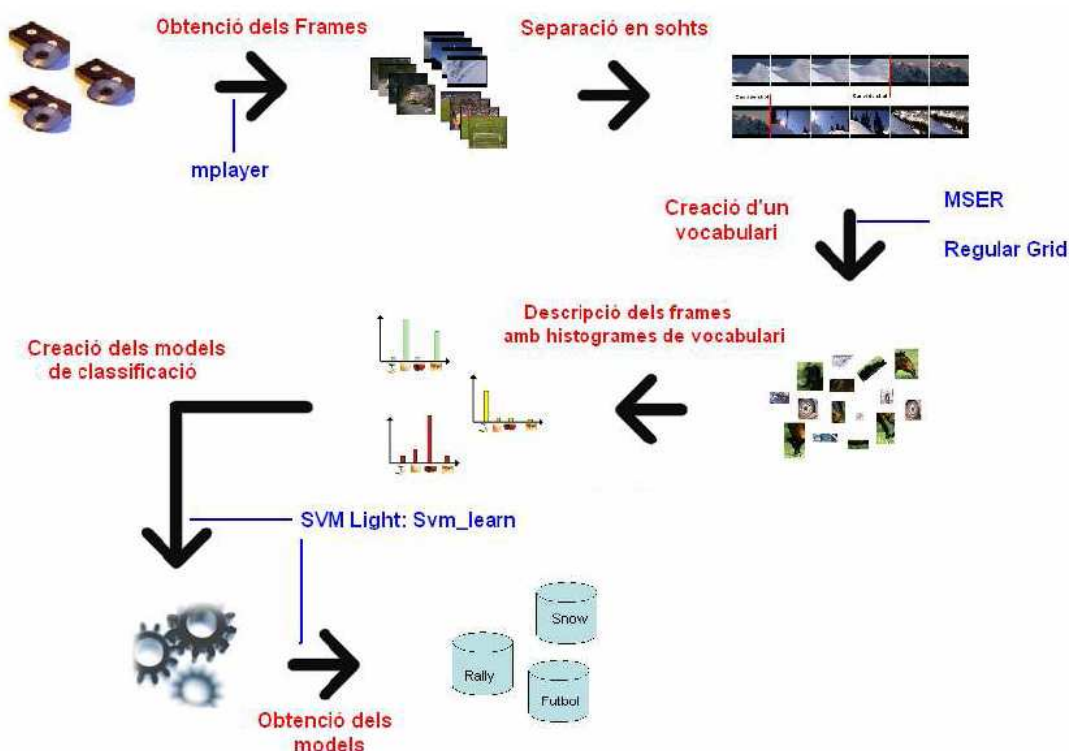 Obtenció dels Frames
Separació en sohts
mplayer
Creació d'un
vocabulari
MSER
Regular Grid
Descripció dels frames
amb histogrames de vocabulari
Creació dels models
de classificació
SVM Light: Svm_learn
Snow
Rally
Futbol
Obtenció dels
models